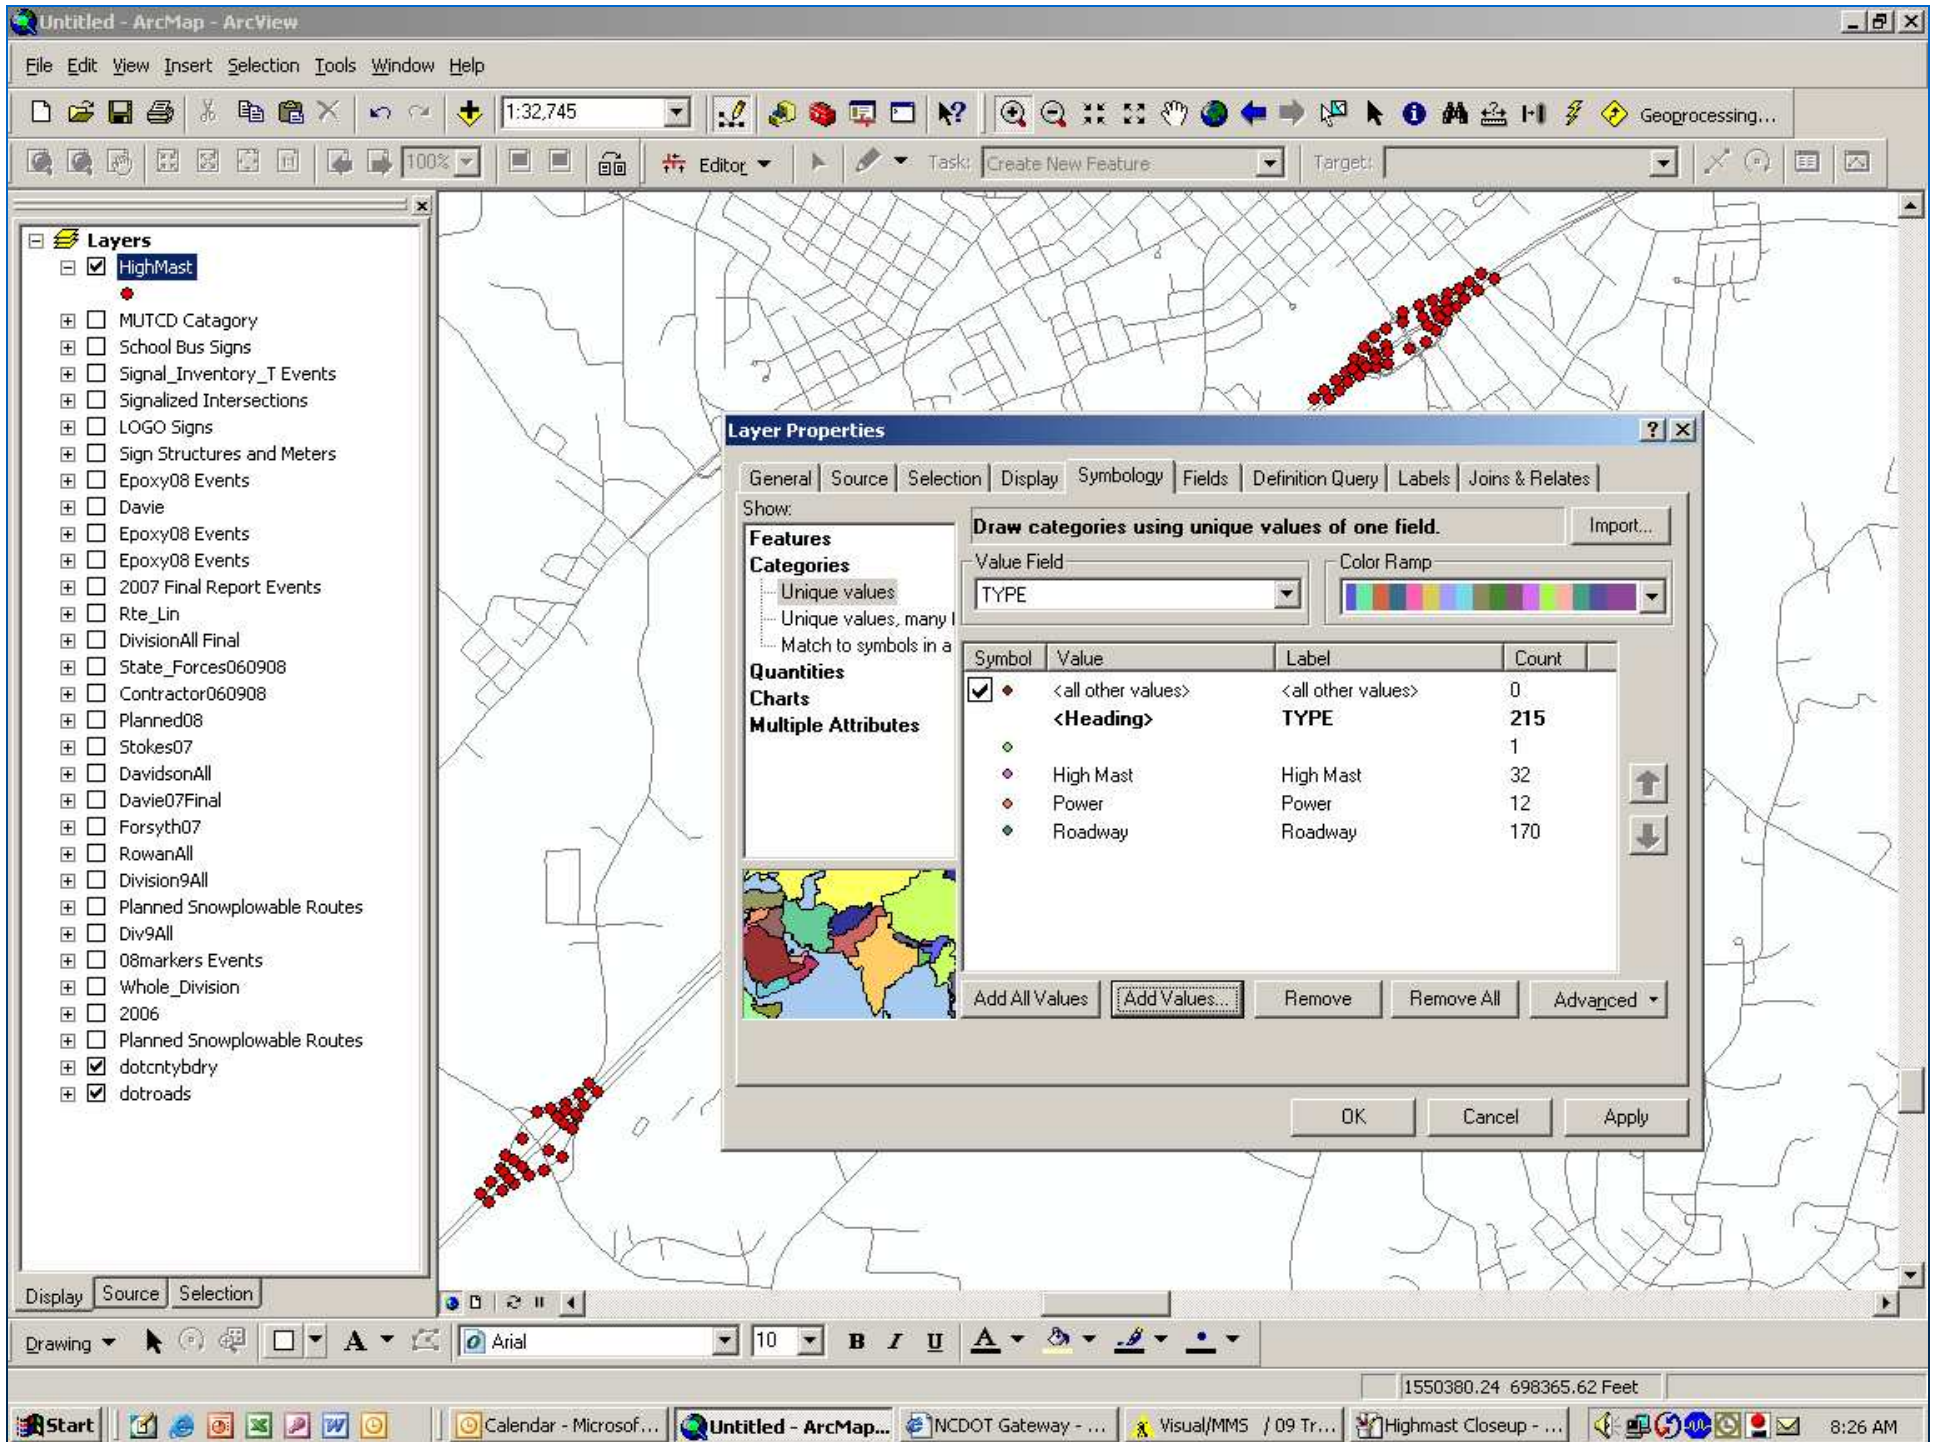 Untitled - ArcMap - ArcView
File Edit View Insert Selection Tools Window Help
1:32,745
Geoprocessing...
100%
Editor
Task: Create New Feature
Target:
Layers
HighMast
MUTCD Catagory
School Bus Signs
Signal_Inventory_T Events
Signalized Intersections
LOGO Signs
Sign Structures and Meters
Epoxy08 Events
Davie
Epoxy08 Events
Epoxy08 Events
2007 Final Report Events
Rte_Lin
DivisionAll Final
State_Forces060908
Contractor060908
Planned08
Stokes07
DavidsonAll
Davie07Final
Forsyth07
RowanAll
Division9All
Planned Snowplowable Routes
Div9All
08markers Events
Whole_Division
2006
Planned Snowplowable Routes
dotcntybdry
dotroads
Display Source Selection
Layer Properties
General Source Selection Display Symbology Fields Definition Query Labels Joins & Relates
Show:
Features
Categories
Unique values
Unique values, many
Match to symbols in a
Quantities
Charts
Multiple Attributes
Draw categories using unique values of one field.
Import...
Value Field
TYPE
Color Ramp
Symbol Value Label Count
<all other values> <all other values> 0
<Heading> TYPE 215
1
High Mast High Mast 32
Power Power 12
Roadway Roadway 170
Add All Values Add Values... Remove Remove All Advanced
OK Cancel Apply
Drawing A Arial 10 B I U A
1550380.24 698365.62 Feet
Start Calendar - Microsof... Untitled - ArcMap... NCDOT Gateway - ... Visual/MMS / 09 Tr... Highmast Closeup - ... 8:26 AM